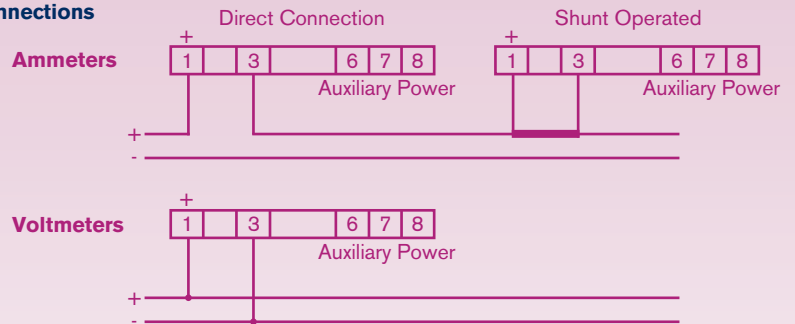 nnections
Direct Connection
Shunt Operated
+
+
Ammeters
1 3 6 7 8
1 3 6 7 8
Auxiliary Power
Auxiliary Power
+
-
+
Voltmeters
1 3 6 7 8
Auxiliary Power
+
-